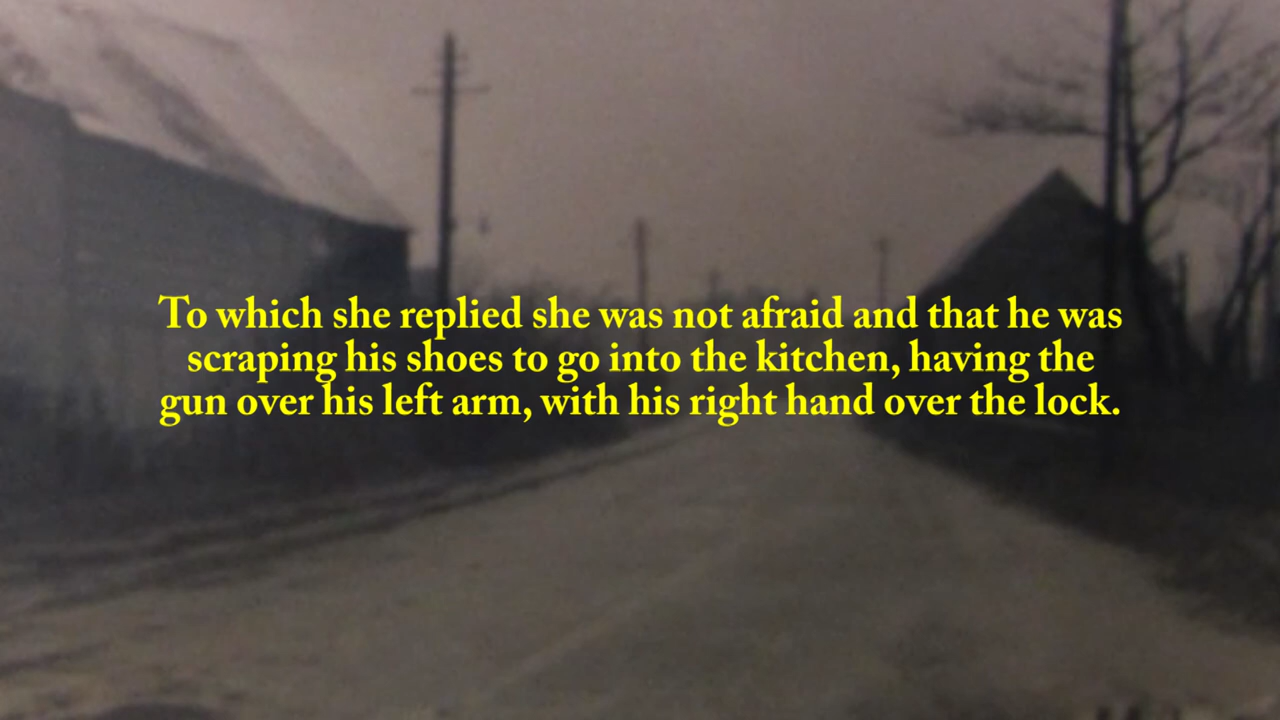 To which she replied she was not afraid and that he was
scraping his shoes to go into the kitchen, having the
gun over his left arm, with his right hand over the lock.